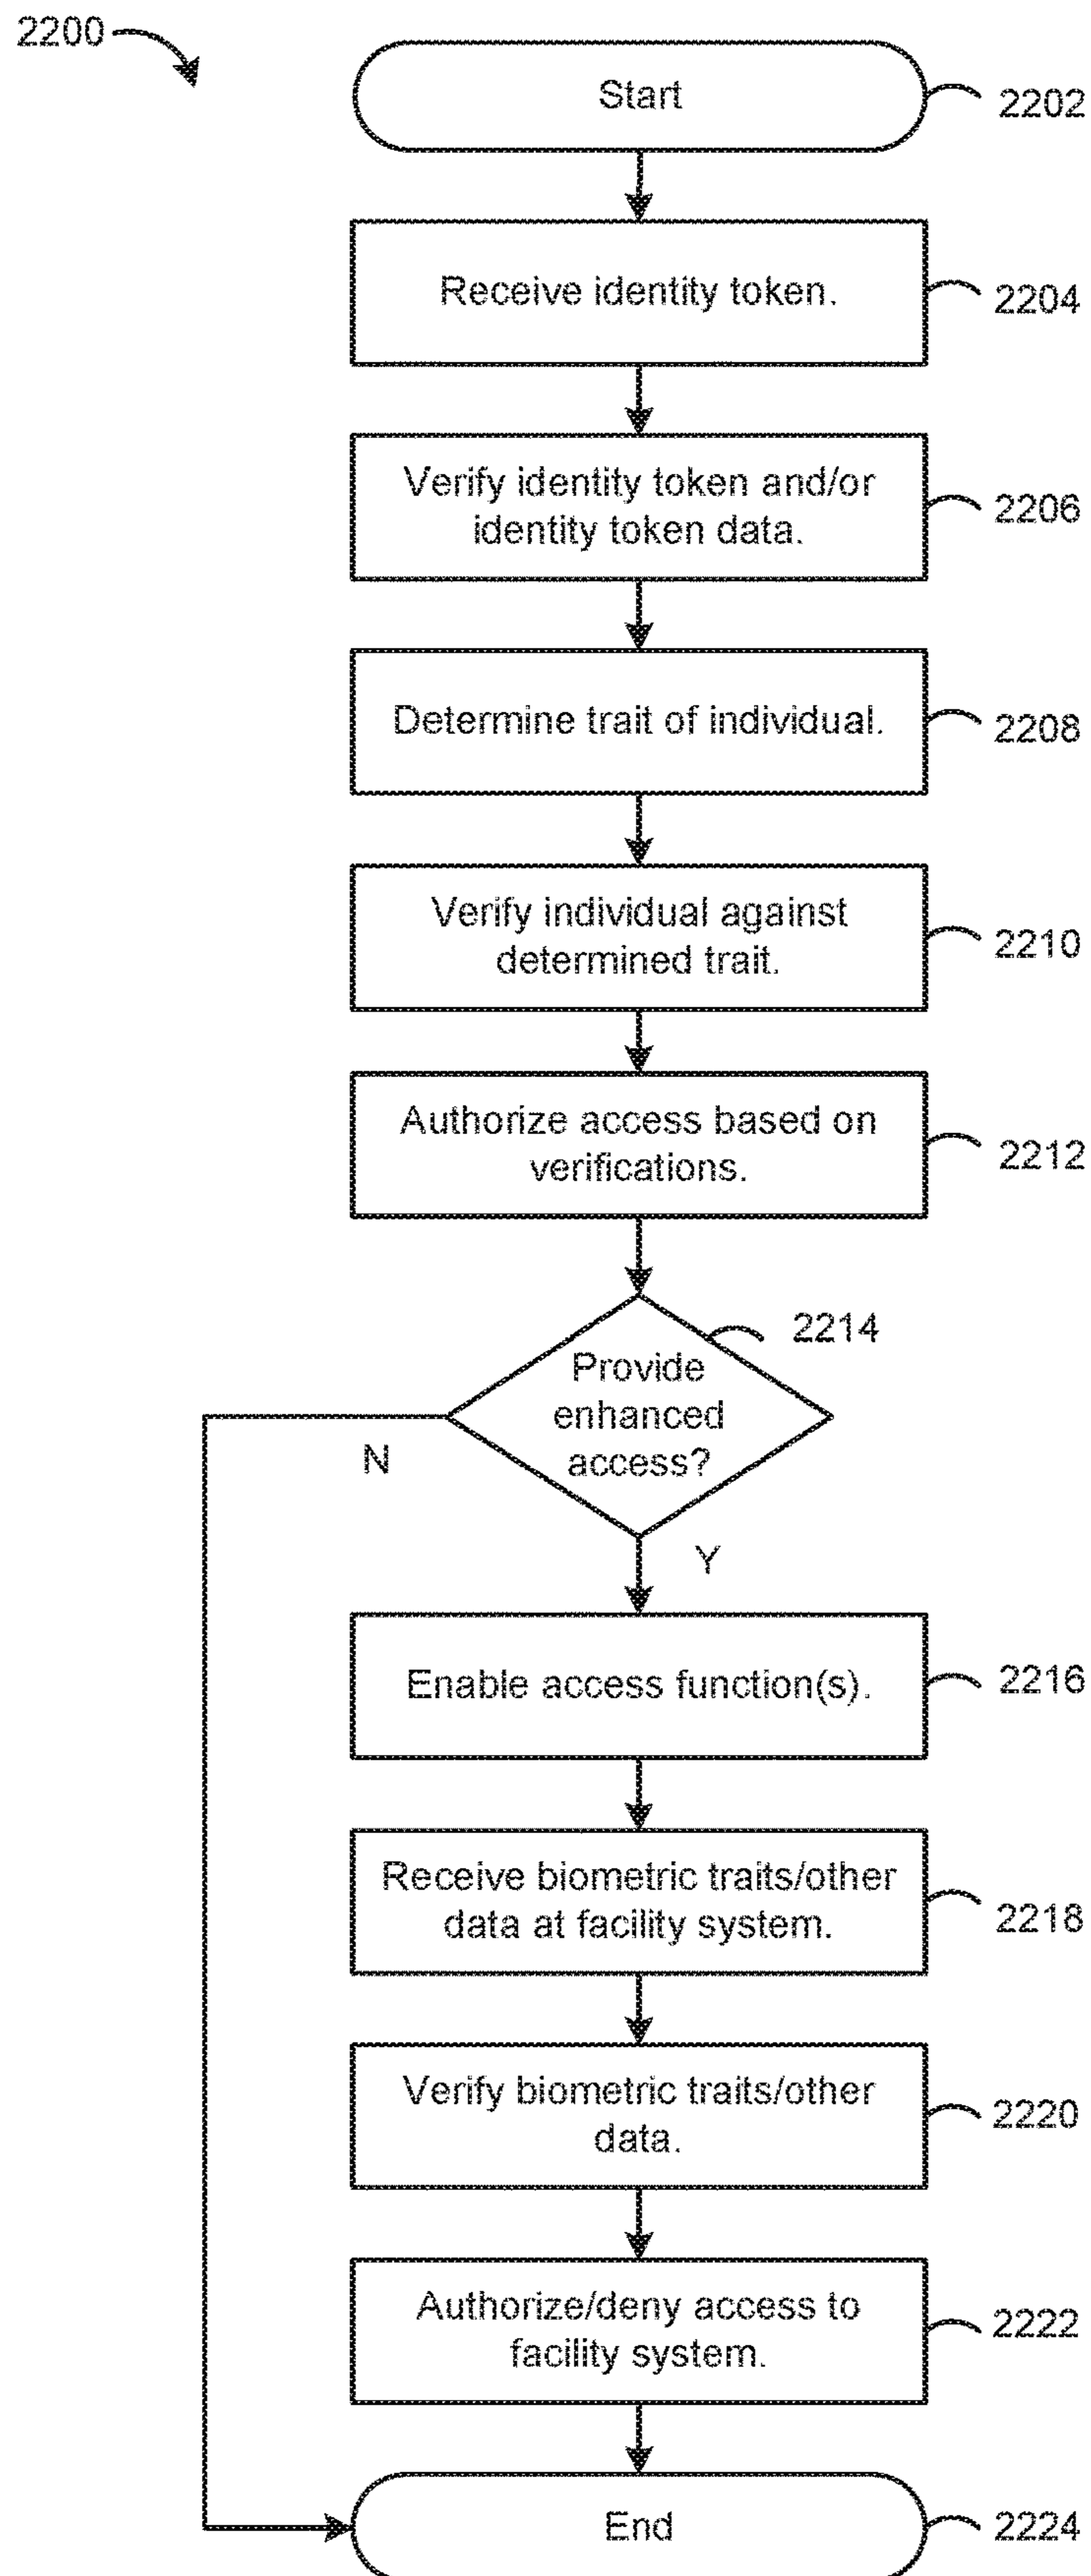 2200
Start
2202
Receive identity token.
2204
Verify identity token and/or
identity token data.
2206
Determine trait of individual.
2208
Verify individual against
determined trait.
2210
Authorize access based on
verifications.
2212
2214
Provide
enhanced
access?
N
Y
Enable access function(s).
2216
Receive biometric traits/other
data at facility system.
2218
Verify biometric traits/other
data.
2220
Authorize/deny access to
facility system.
2222
End
2224